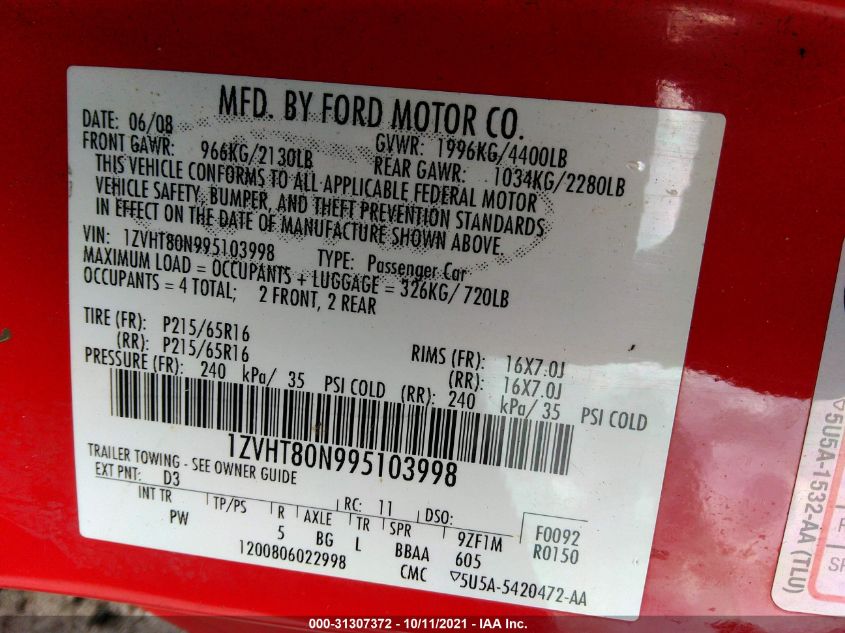 MFD. BY FORD MOTOR CO.
DATE: 06/08 GVWR: 1996KG/4400LB
FRONT GAWR: 966KG/2130LB REAR GAWR: 1034KG/2280LB
THIS VEHICLE CONFORMS TO ALL APPLICABLE FEDERAL MOTOR
VEHICLE SAFETY, BUMPER, AND THEFT PREVENTION STANDARDS
IN EFFECT ON THE DATE OF MANUFACTURE SHOWN ABOVE.
VIN: 1ZVHT80N995103998 TYPE: Passenger Car
MAXIMUM LOAD = OCCUPANTS + LUGGAGE = 326KG/ 720LB
OCCUPANTS = 4 TOTAL; 2 FRONT, 2 REAR
TIRE (FR): P215/65R16 RIMS (FR): 16X7.0J
(RR): P215/65R16 (RR): 16X7.0J
PRESSURE (FR): 240 kPa/ 35 PSI COLD (RR): 240 kPa/ 35 PSI COLD
1ZVHT80N995103998
TRAILER TOWING - SEE OWNER GUIDE
EXT PNT: D3 RC: 11 DSO:
INT TR TP/PS R AXLE TR SPR 9ZF1M F0092
PW 5 BG L BBAA 605 R0150
1200806022998 CMC ▽5U5A-5420472-AA
▽5U5A-1532-AA (TLU)
000-31307372 - 10/11/2021 - IAA Inc.